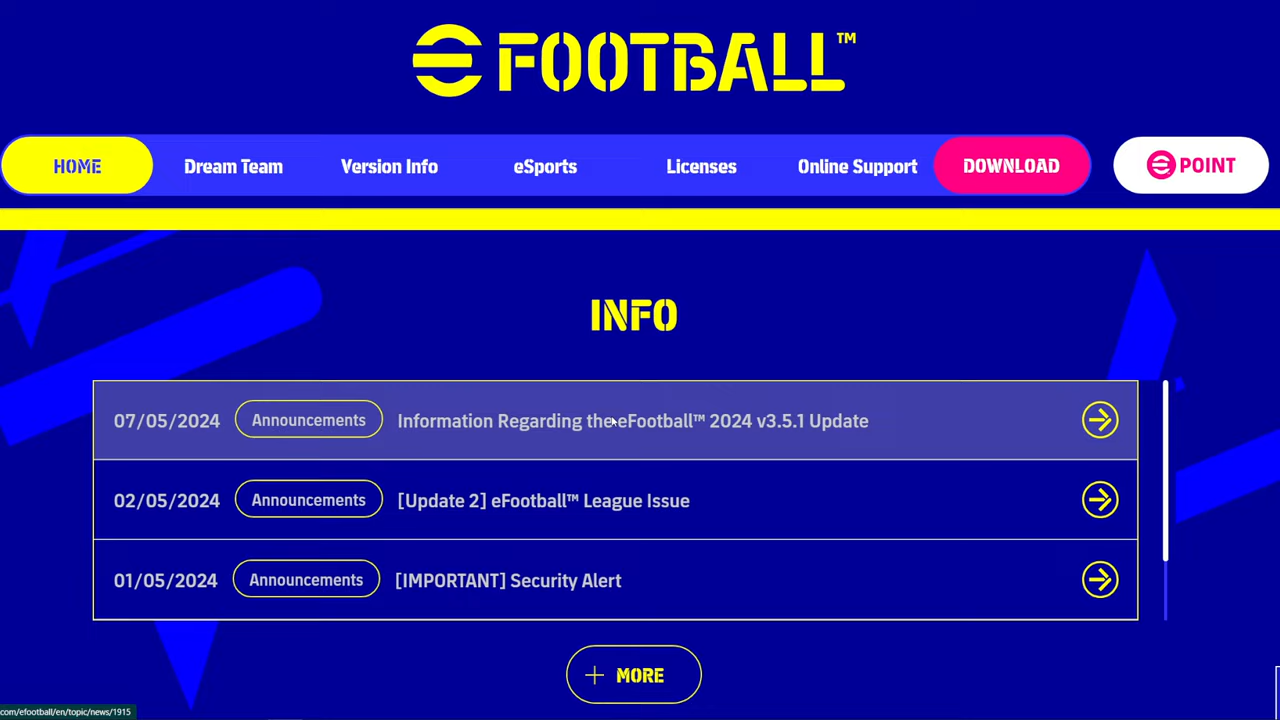 FOOTBALL™
HOME Dream Team Version Info eSports Licenses Online Support DOWNLOAD POINT
INFO
07/05/2024 Announcements Information Regarding the eFootball™ 2024 v3.5.1 Update
02/05/2024 Announcements [Update 2] eFootball™ League Issue
01/05/2024 Announcements [IMPORTANT] Security Alert
+ MORE
com/efootball/en/topic/news/1915